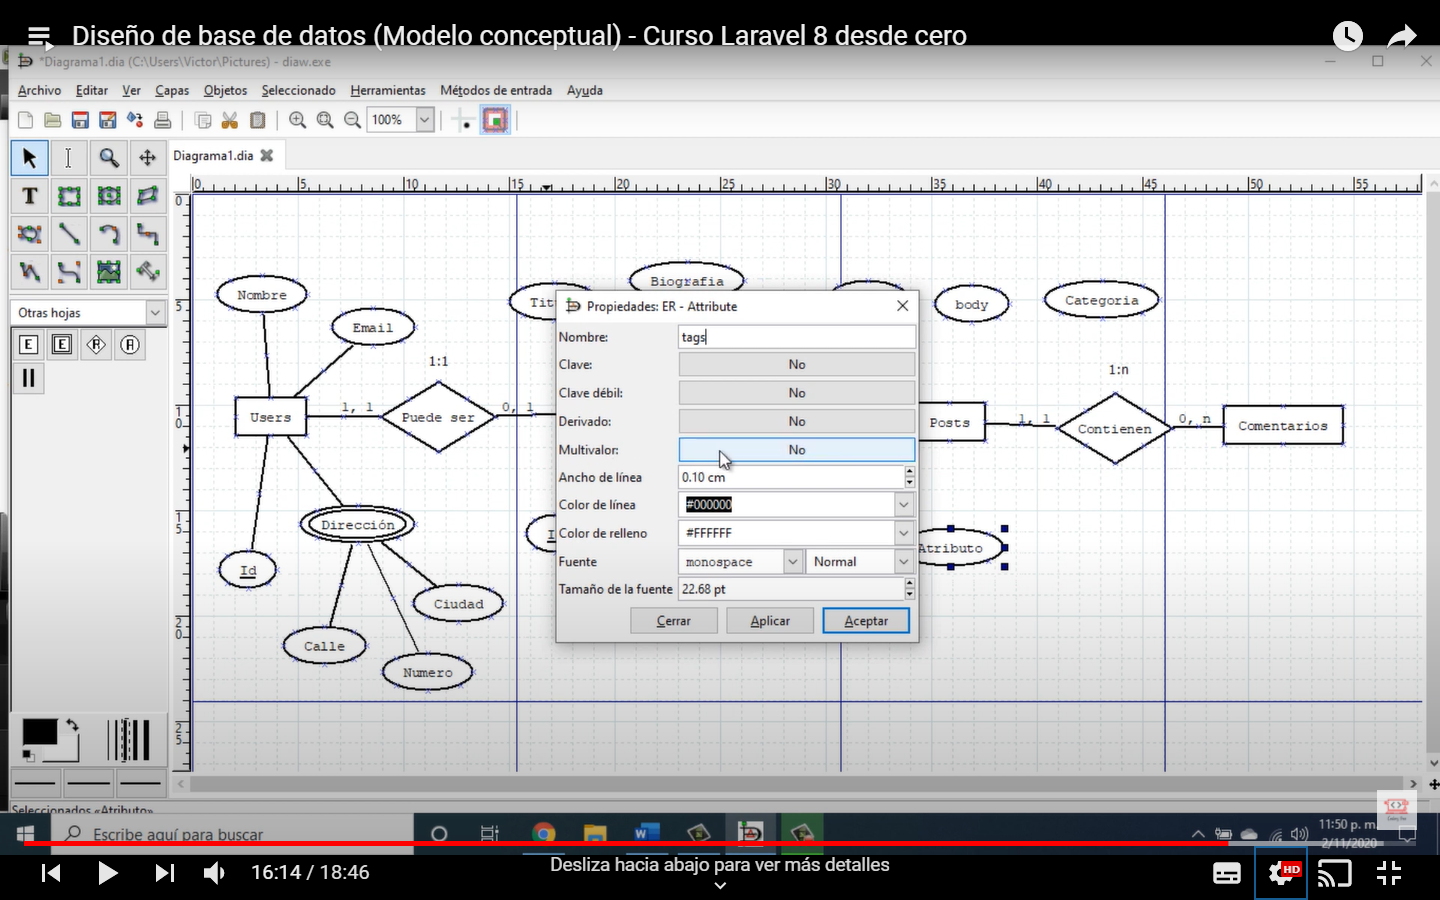 Diseño de base de datos (Modelo conceptual) - Curso Laravel 8 desde cero
*Diagrama1.dia (C:\Users\Victor\Pictures) - diaw.exe
Archivo Editar Ver Capas Objetos Seleccionado Herramientas Métodos de entrada Ayuda
100%
Diagrama1.dia
0 5 10 15 20 25 30 35 40 45 50 55
Otras hojas
0
5
10
15
20
25
Nombre
Email
Biografia
body
Categoria
1:1
1:n
Users
1, 1
Puede ser
0, 1
Posts
1, 1
Contienen
0, n
Comentarios
Dirección
Id
Ciudad
Calle
Numero
Atributo
Propiedades: ER - Attribute
Nombre: tags
Clave: No
Clave débil: No
Derivado: No
Multivalor: No
Ancho de línea 0.10 cm
Color de línea #000000
Color de relleno #FFFFFF
Fuente monospace Normal
Tamaño de la fuente 22.68 pt
Cerrar Aplicar Aceptar
Seleccionados «Atributo»
Escribe aquí para buscar
11:50 p. m.
2/11/2020
16:14 / 18:46
Desliza hacia abajo para ver más detalles
HD